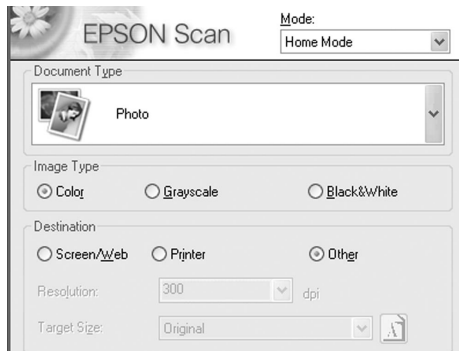 EPSON Scan
Mode:
Home Mode
Document Type
Photo
Image Type
Color Grayscale Black&White
Destination
Screen/Web Printer Other
Resolution: 300 dpi
Target Size: Original A